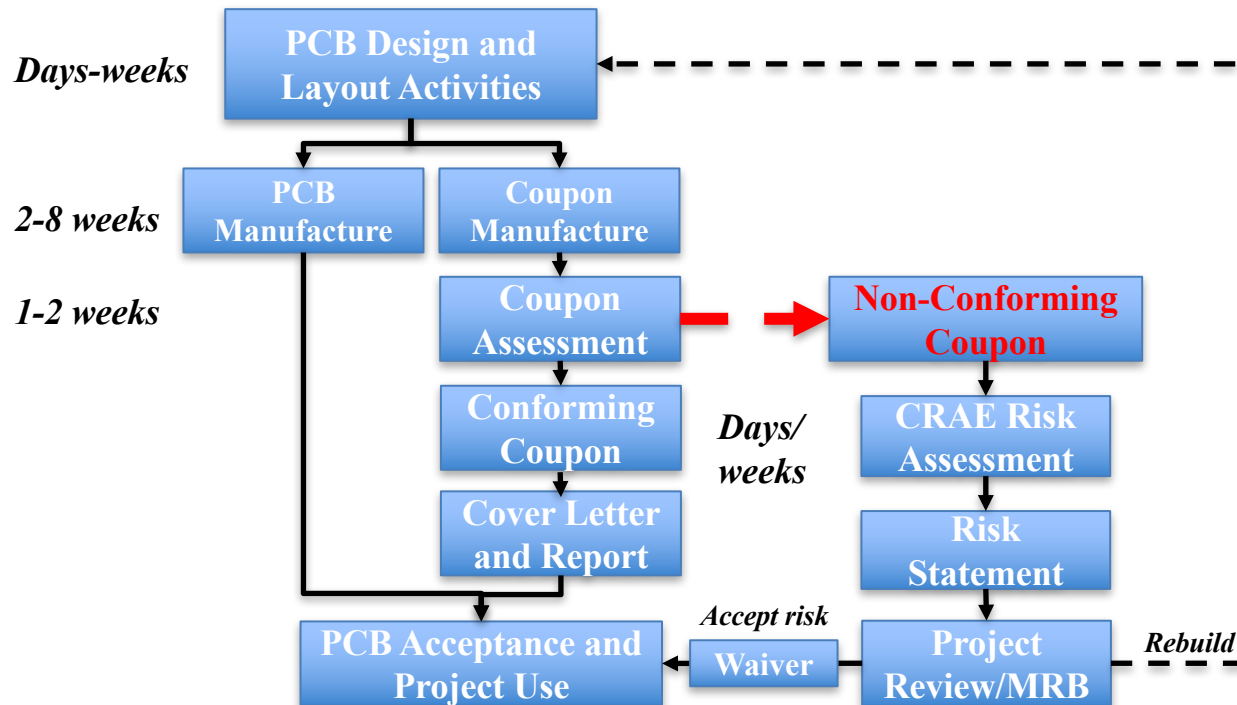 PCB Design and
Layout Activities
Days-weeks
PCB
Manufacture
Coupon
Manufacture
2-8 weeks
Coupon
Assessment
Non-Conforming
Coupon
1-2 weeks
Conforming
Coupon
Days/
weeks
CRAE Risk
Assessment
Cover Letter
and Report
Risk
Statement
PCB Acceptance and
Project Use
Accept risk
Waiver
Project
Review/MRB
Rebuild